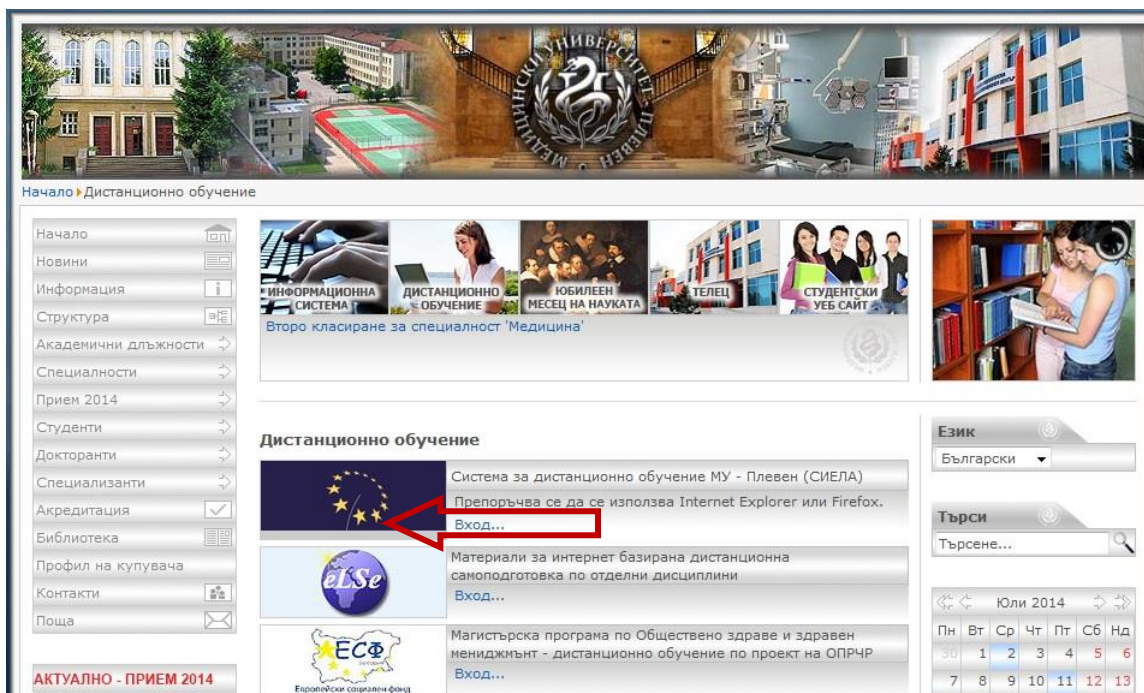 МЕДИЦИНСКИ УНИВЕРСИТЕТ - ПЛЕВЕН
Начало Дистанционно обучение
Начало
Новини
Информация
Структура
Академични длъжности
Специалности
Прием 2014
Студенти
Докторанти
Специализанти
Акредитация
Библиотека
Профил на купувача
Контакти
Поща
АКТУАЛНО - ПРИЕМ 2014
ИНФОРМАЦИОННА
СИСТЕМА
ДИСТАНЦИОННО
ОБУЧЕНИЕ
ЮБИЛЕЕН
МЕСЕЦ НА НАУКАТА
ТЕЛЕЦ
СТУДЕНТСКИ
УЕБ САЙТ
Второ класиране за специалност 'Медицина'
Дистанционно обучение
Система за дистанционно обучение МУ - Плевен (СИЕЛА)
Препоръчва се да се използва Internet Explorer или Firefox.
Вход...
eLSe
Материали за интернет базирана дистанционна
самоподготовка по отделни дисциплини
Вход...
ЕСФ
Европейски социален фонд
Магистърска програма по Обществено здраве и здравен
мениджмънт - дистанционно обучение по проект на ОПРЧР
Вход...
Език
Български
Търси
Търсене...
Юли 2014
Пн Вт Ср Чт Пт Сб Нд
30 1 2 3 4 5 6
7 8 9 10 11 12 13